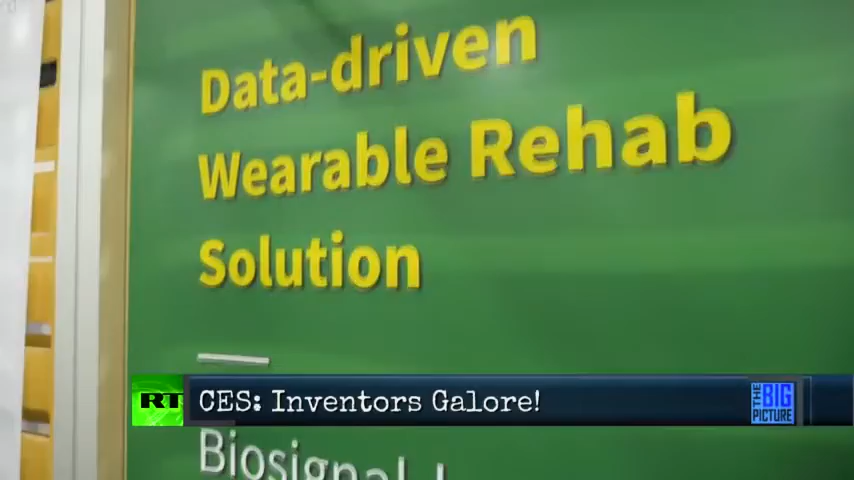 Data-driven
Wearable Rehab
Solution
RT
CES: Inventors Galore!
THE BIG PICTURE